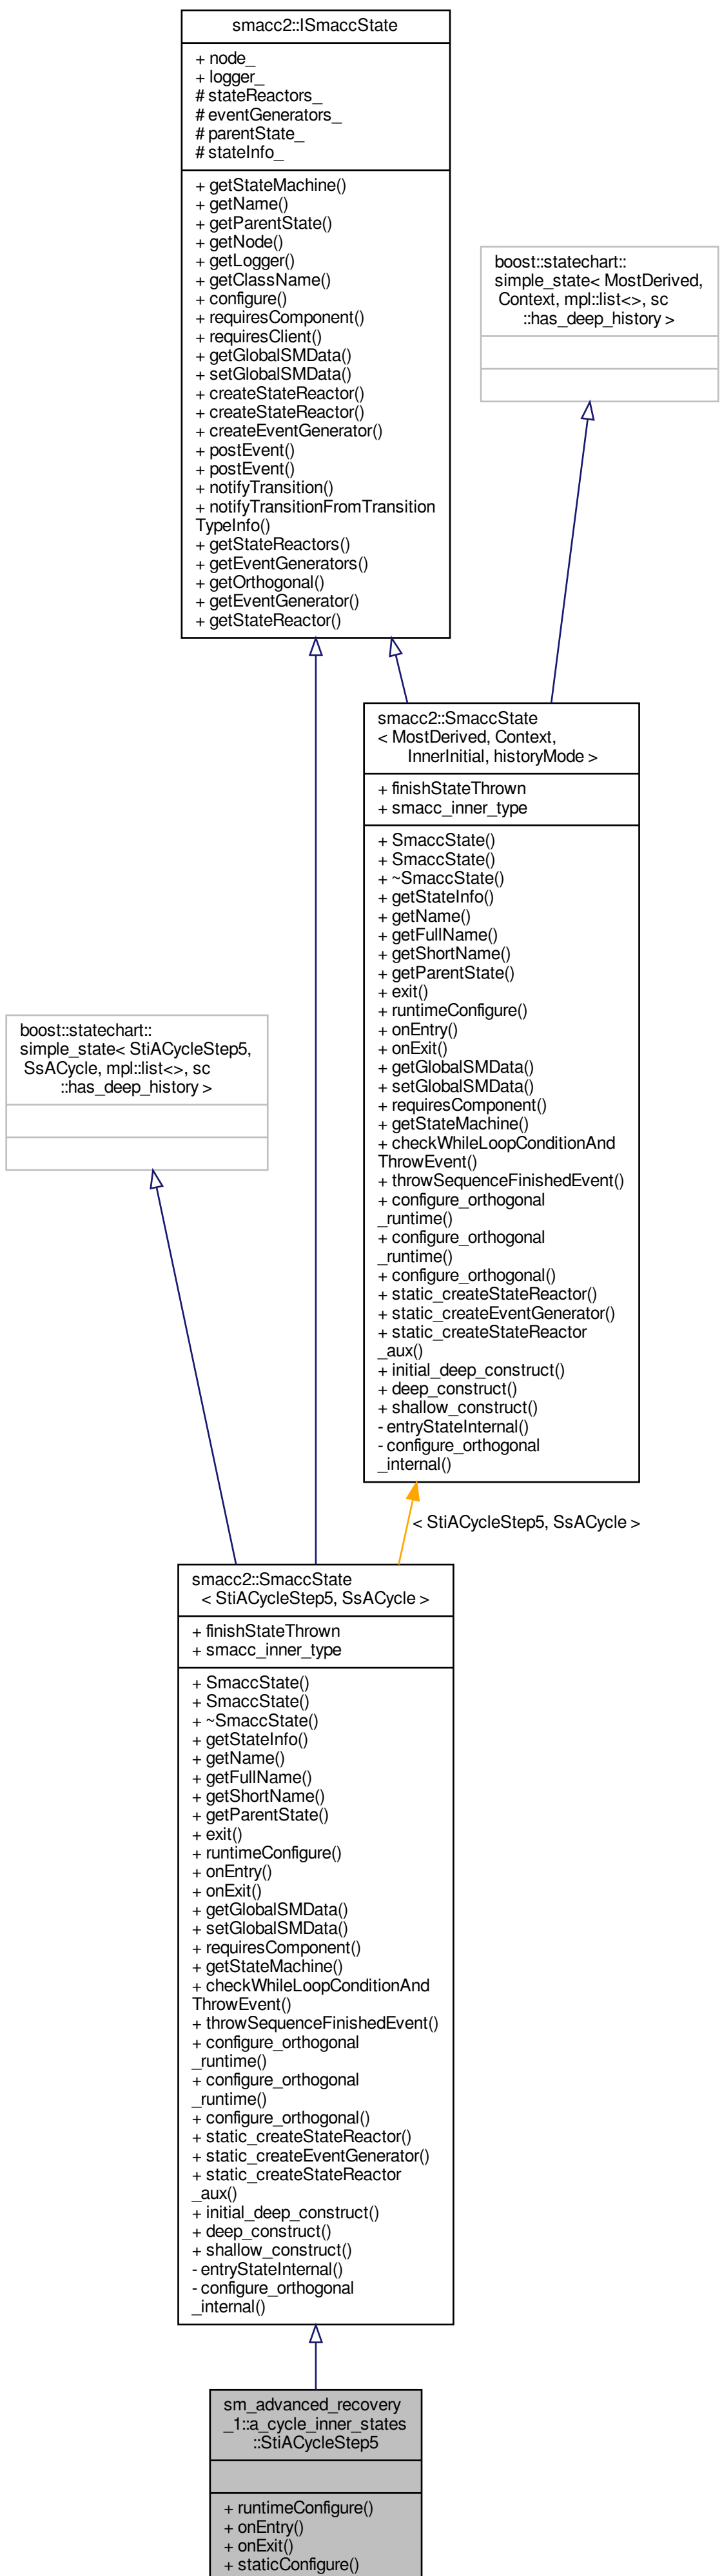 smacc2::ISmaccState
+ node_
+ logger_
# stateReactors_
# eventGenerators_
# parentState_
# stateInfo_
+ getStateMachine()
+ getName()
+ getParentState()
+ getNode()
+ getLogger()
+ getClassName()
+ configure()
+ requiresComponent()
+ requiresClient()
+ getGlobalSMData()
+ setGlobalSMData()
+ createStateReactor()
+ createStateReactor()
+ createEventGenerator()
+ postEvent()
+ postEvent()
+ notifyTransition()
+ notifyTransitionFromTransition
TypeInfo()
+ getStateReactors()
+ getEventGenerators()
+ getOrthogonal()
+ getEventGenerator()
+ getStateReactor()
boost::statechart::
simple_state< MostDerived,
Context, mpl::list<>, sc
::has_deep_history >
smacc2::SmaccState
< MostDerived, Context,
InnerInitial, historyMode >
+ finishStateThrown
+ smacc_inner_type
+ SmaccState()
+ SmaccState()
+ ~SmaccState()
+ getStateInfo()
+ getName()
+ getFullName()
+ getShortName()
+ getParentState()
+ exit()
+ runtimeConfigure()
+ onEntry()
+ onExit()
+ getGlobalSMData()
+ setGlobalSMData()
+ requiresComponent()
+ getStateMachine()
+ checkWhileLoopConditionAnd
ThrowEvent()
+ throwSequenceFinishedEvent()
+ configure_orthogonal
_runtime()
+ configure_orthogonal
_runtime()
+ configure_orthogonal()
+ static_createStateReactor()
+ static_createEventGenerator()
+ static_createStateReactor
_aux()
+ initial_deep_construct()
+ deep_construct()
+ shallow_construct()
- entryStateInternal()
- configure_orthogonal
_internal()
boost::statechart::
simple_state< StiACycleStep5,
SsACycle, mpl::list<>, sc
::has_deep_history >
< StiACycleStep5, SsACycle >
smacc2::SmaccState
< StiACycleStep5, SsACycle >
+ finishStateThrown
+ smacc_inner_type
+ SmaccState()
+ SmaccState()
+ ~SmaccState()
+ getStateInfo()
+ getName()
+ getFullName()
+ getShortName()
+ getParentState()
+ exit()
+ runtimeConfigure()
+ onEntry()
+ onExit()
+ getGlobalSMData()
+ setGlobalSMData()
+ requiresComponent()
+ getStateMachine()
+ checkWhileLoopConditionAnd
ThrowEvent()
+ throwSequenceFinishedEvent()
+ configure_orthogonal
_runtime()
+ configure_orthogonal
_runtime()
+ configure_orthogonal()
+ static_createStateReactor()
+ static_createEventGenerator()
+ static_createStateReactor
_aux()
+ initial_deep_construct()
+ deep_construct()
+ shallow_construct()
- entryStateInternal()
- configure_orthogonal
_internal()
sm_advanced_recovery
_1::a_cycle_inner_states
::StiACycleStep5
+ runtimeConfigure()
+ onEntry()
+ onExit()
+ staticConfigure()